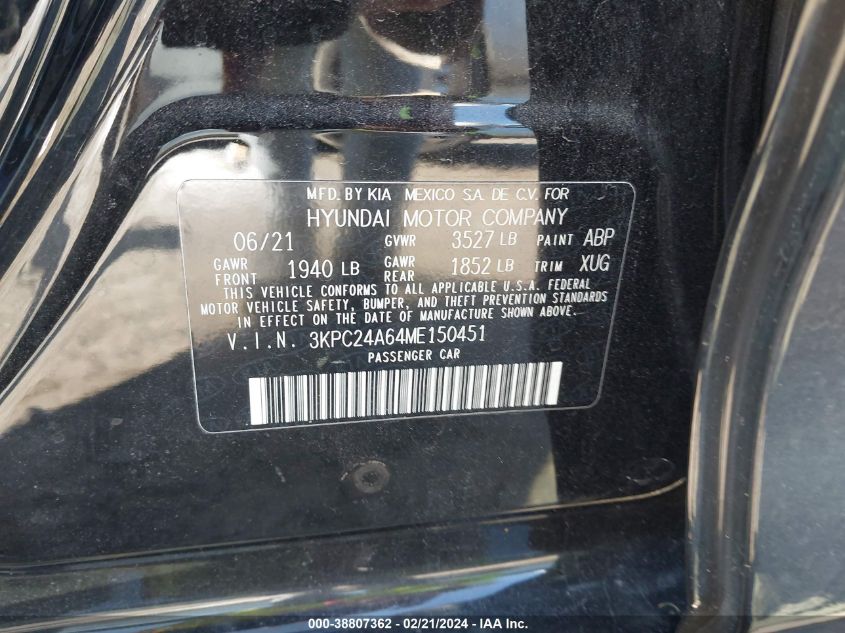 MFD. BY KIA MEXICO S.A. DE C.V. FOR
HYUNDAI MOTOR COMPANY
06/21 GVWR 3527 LB PAINT ABP
GAWR FRONT 1940 LB GAWR REAR 1852 LB TRIM XUG
THIS VEHICLE CONFORMS TO ALL APPLICABLE U.S.A. FEDERAL
MOTOR VEHICLE SAFETY, BUMPER, AND THEFT PREVENTION STANDARDS
IN EFFECT ON THE DATE OF MANUFACTURE SHOWN ABOVE.
V.I.N. 3KPC24A64ME150451
PASSENGER CAR
000-38807362 - 02/21/2024 - IAA Inc.